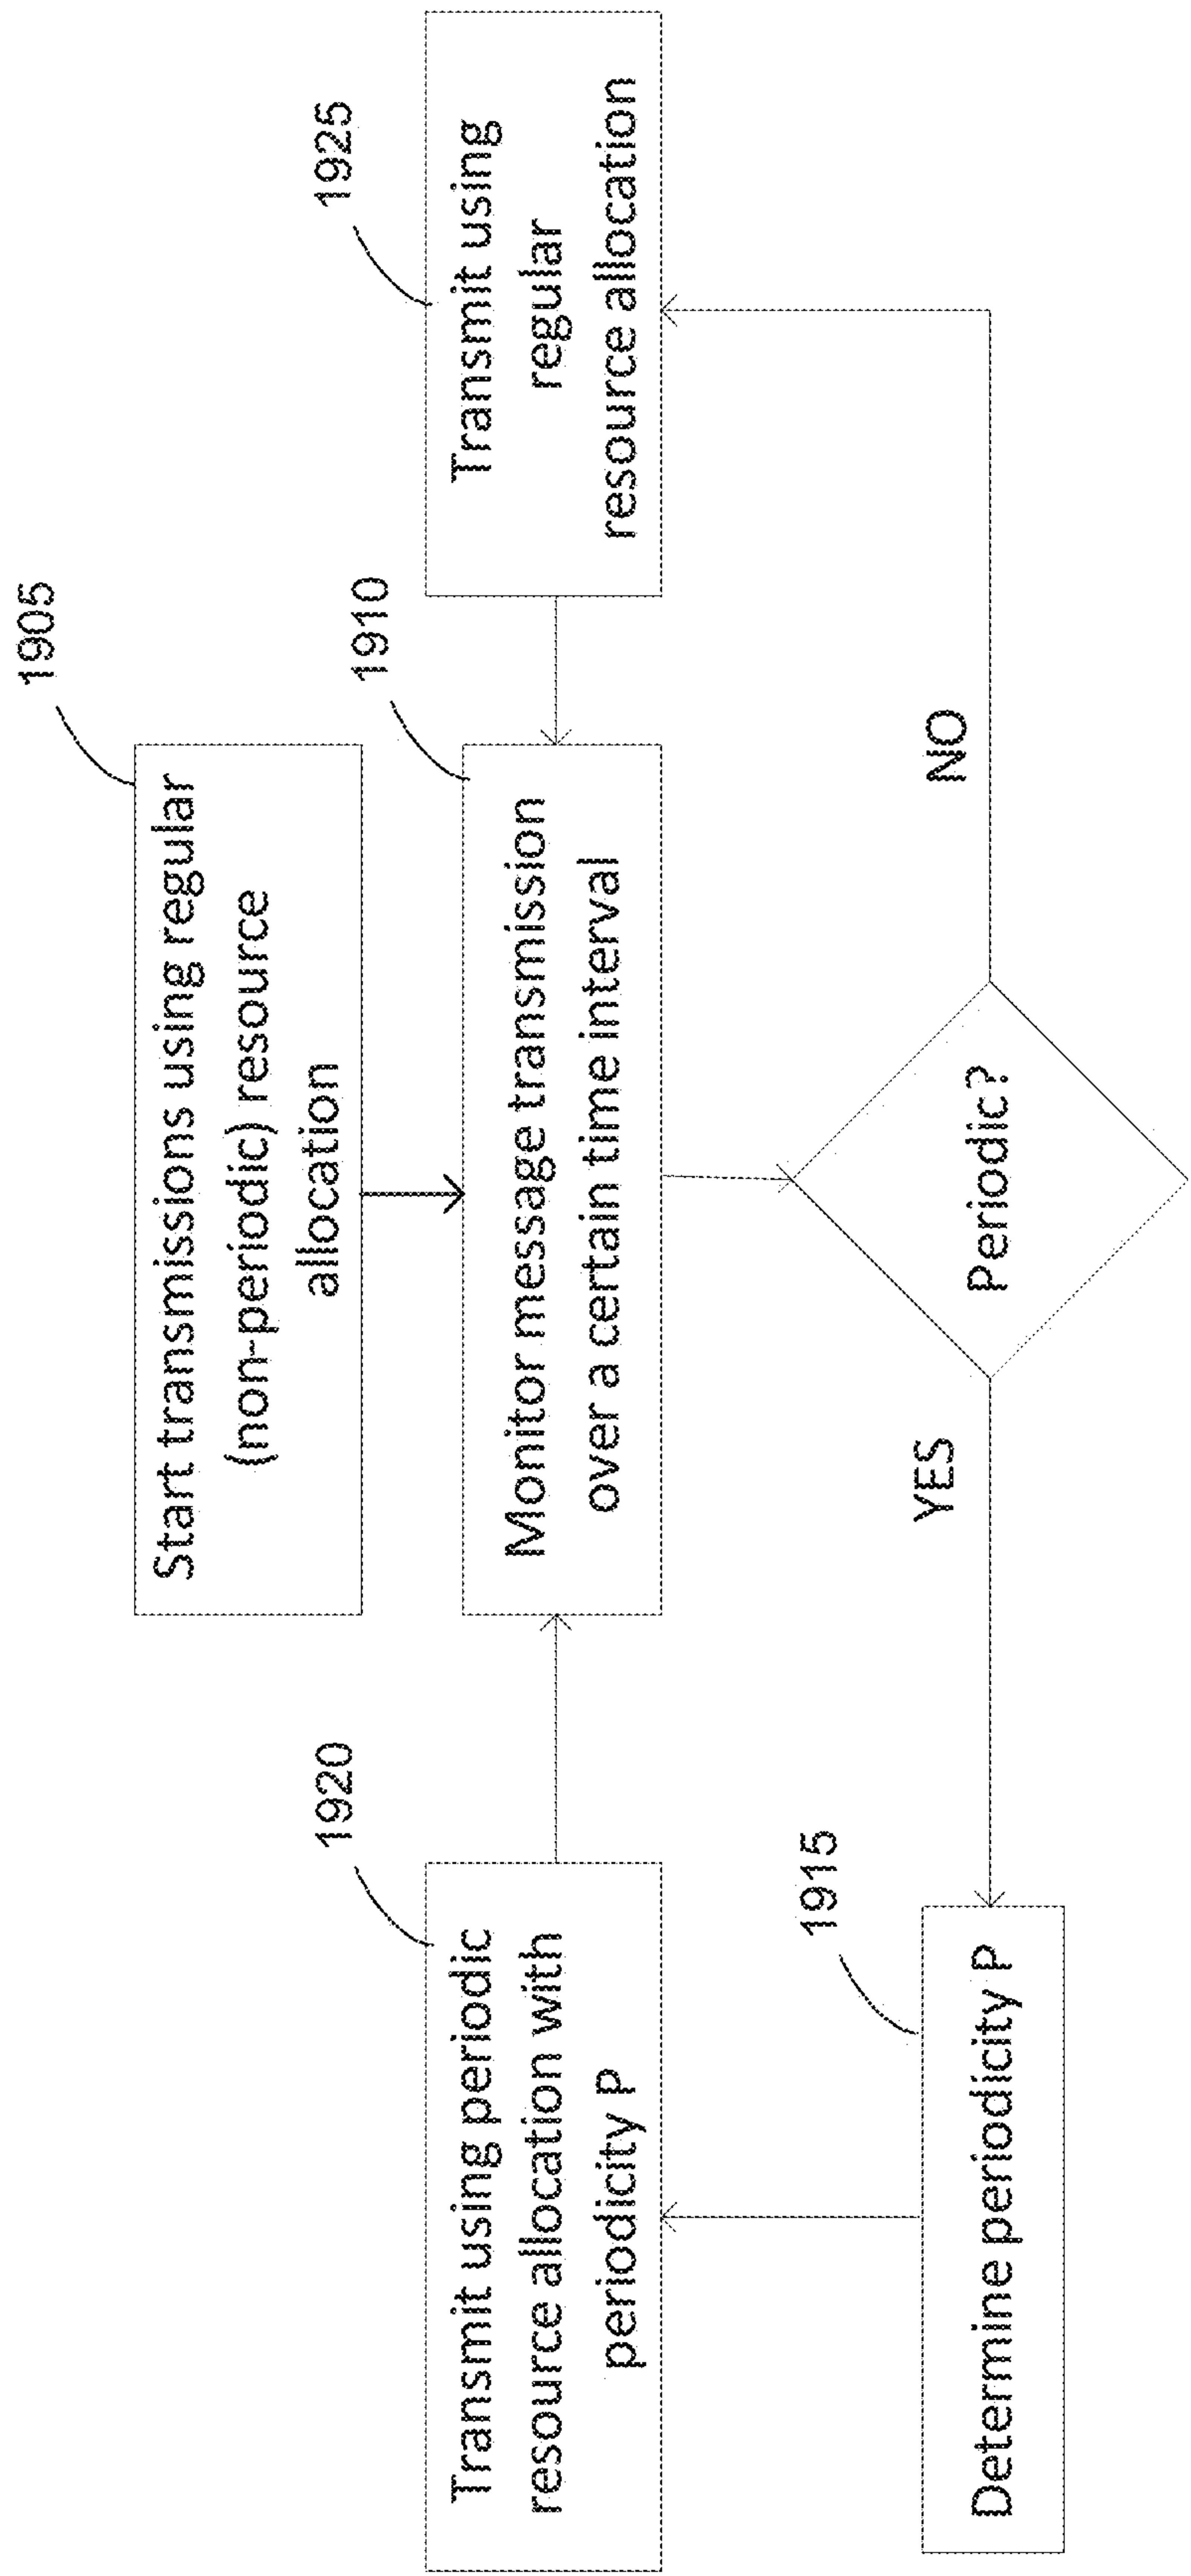 1905
Start transmissions using regular
(non-periodic) resource
allocation
1920
Transmit using periodic
resource allocation with
periodicity P
1910
Monitor message transmission
over a certain time interval
1925
Transmit using
regular
resource allocation
1915
Determine periodicity P
YES
Periodic?
NO